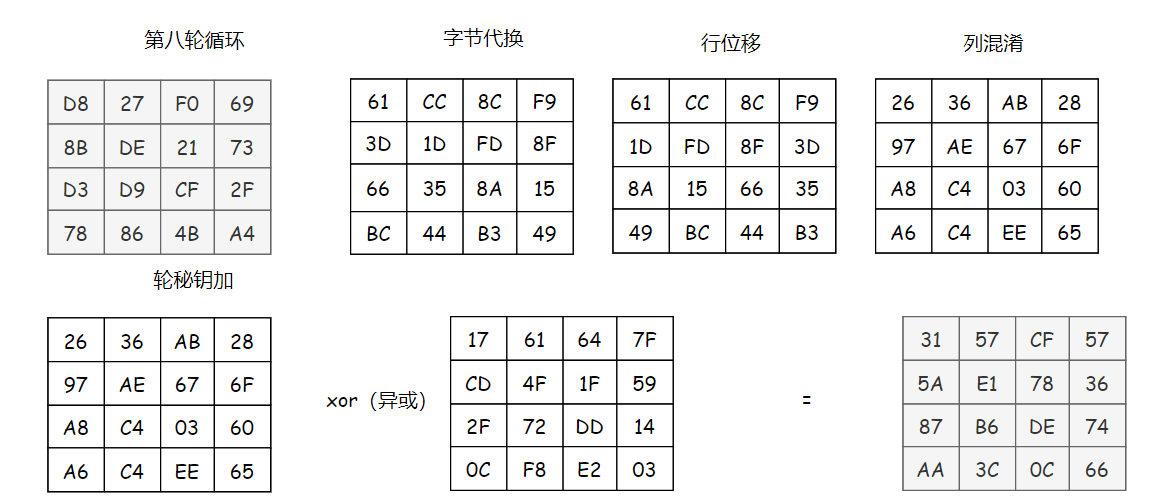 第八轮循环 字节代换 行位移 列混淆
D8 27 F0 69 61 CC 8C F9 61 CC 8C F9 26 36 AB 28
8B DE 21 73 3D 1D FD 8F 1D FD 8F 3D 97 AE 67 6F
D3 D9 CF 2F 66 35 8A 15 8A 15 66 35 A8 C4 03 60
78 86 4B A4 BC 44 B3 49 49 BC 44 B3 A6 C4 EE 65
轮秘钥加
26 36 AB 28 17 61 64 7F 31 57 CF 57
97 AE 67 6F CD 4F 1F 59 5A E1 78 36
xor（异或） =
A8 C4 03 60 2F 72 DD 14 87 B6 DE 74
A6 C4 EE 65 0C F8 E2 03 AA 3C 0C 66